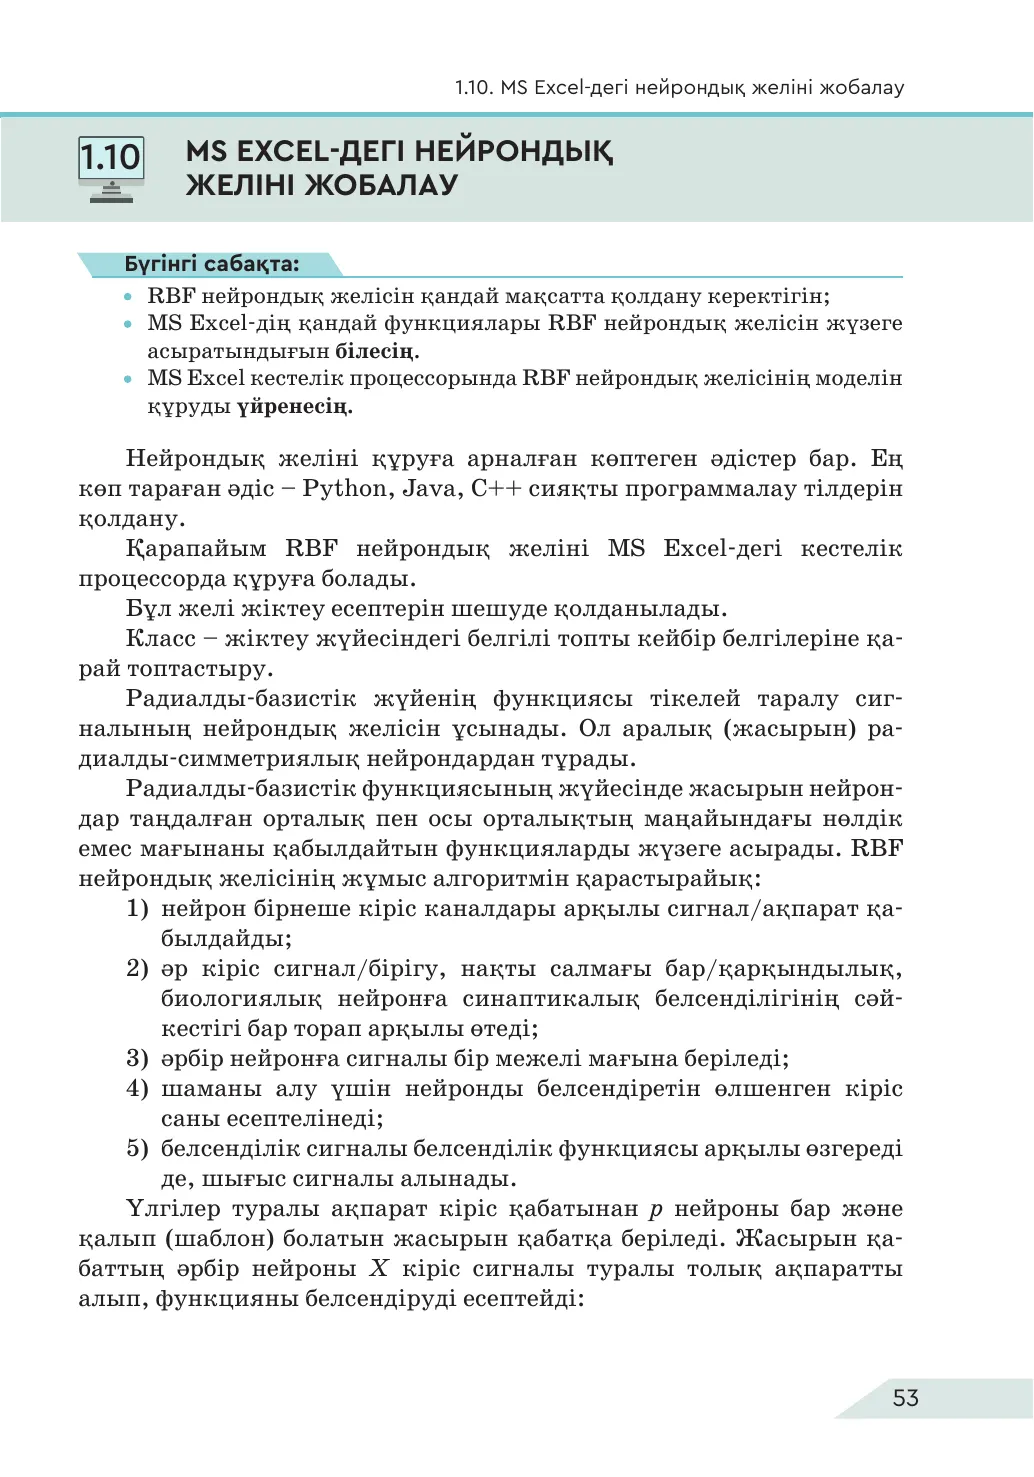 1.10. MS Excel-дегі нейрондық желіні жобалау
1.10
MS EXCEL-ДЕГІ НЕЙРОНДЫҚ
ЖЕЛІНІ ЖОБАЛАУ
Бүгінгі сабақта:
• RBF нейрондық желісін қандай мақсатта қолдану керектігін;
• MS Excel-дің қандай функциялары RBF нейрондық желісін жүзеге
асыратындығын білесің.
• MS Excel кестелік процессорында RBF нейрондық желісінің моделін
құруды үйренесің.
Нейрондық желіні құруға арналған көптеген әдістер бар. Ең
көп тараған әдіс – Python, Java, C++ сияқты программалау тілдерін
қолдану.
Қарапайым RBF нейрондық желіні MS Excel-дегі кестелік
процессорда құруға болады.
Бұл желі жіктеу есептерін шешуде қолданылады.
Класс – жіктеу жүйесіндегі белгілі топты кейбір белгілеріне қа-
рай топтастыру.
Радиалды-базистік жүйенің функциясы тікелей таралу сиг-
налының нейрондық желісін ұсынады. Ол аралық (жасырын) ра-
диалды-симметриялық нейрондардан тұрады.
Радиалды-базистік функциясының жүйесінде жасырын нейрон-
дар таңдалған орталық пен осы орталықтың маңайындағы нөлдік
емес мағынаны қабылдайтын функцияларды жүзеге асырады. RBF
нейрондық желісінің жұмыс алгоритмін қарастырайық:
1) нейрон бірнеше кіріс каналдары арқылы сигнал/ақпарат қа-
былдайды;
2) әр кіріс сигнал/бірігу, нақты салмағы бар/қарқындылық,
биологиялық нейронға синаптикалық белсенділігінің сәй-
кестігі бар торап арқылы өтеді;
3) әрбір нейронға сигналы бір межелі мағына беріледі;
4) шаманы алу үшін нейронды белсендіретін өлшенген кіріс
саны есептелінеді;
5) белсенділік сигналы белсенділік функциясы арқылы өзгереді
де, шығыс сигналы алынады.
Үлгілер туралы ақпарат кіріс қабатынан p нейроны бар және
қалып (шаблон) болатын жасырын қабатқа беріледі. Жасырын қа-
баттың әрбір нейроны X кіріс сигналы туралы толық ақпаратты
алып, функцияны белсендіруді есептейді:
53